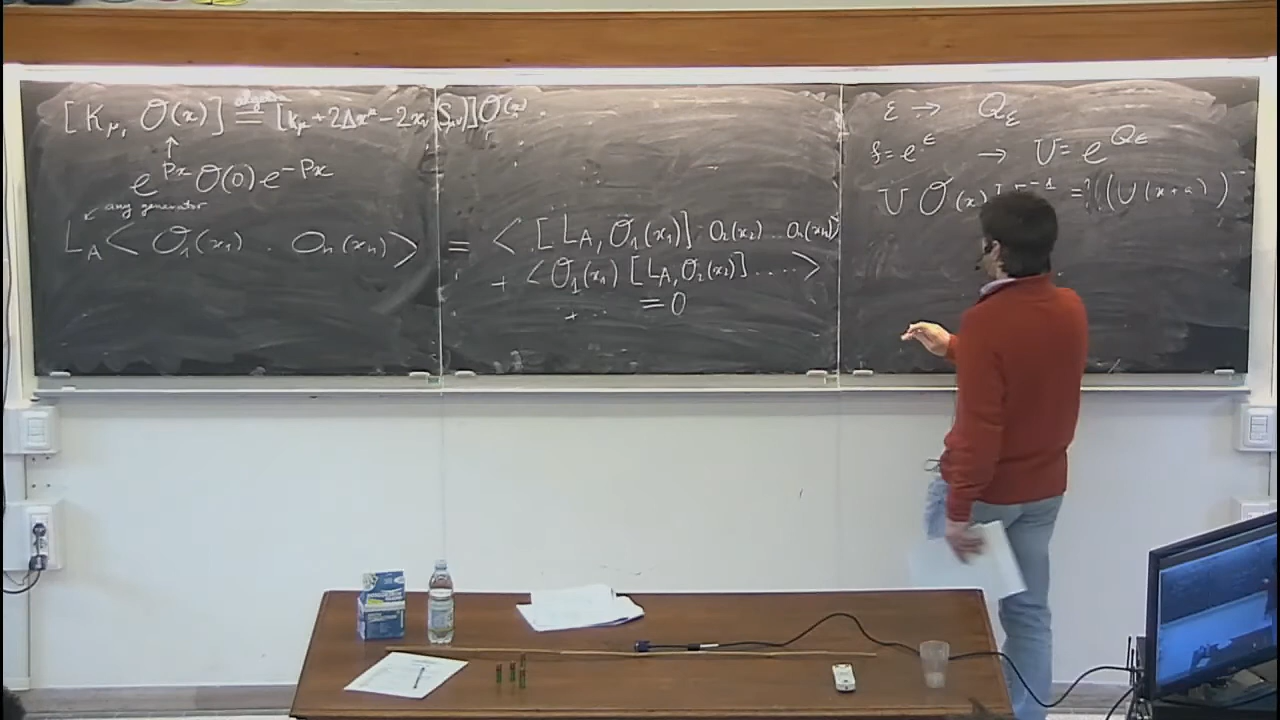 [K_μ, O(x)] = [k_μ + 2Δx^μ - 2x_ν (S_μν)] O(x)
↑
e^{Px} O(0) e^{-Px}
↙ any generator
L_A < O_1(x_1) . O_n(x_n) > = < [L_A, O_1(x_1)] O_2(x_2) .. O_n(x_n) >
+ < O_1(x_1) [L_A, O_2(x_2)] .... >
+ ..
= 0
ε → Q_ε
f = e^ε → U = e^{Q_ε}
U O(x) U^{-1} =?